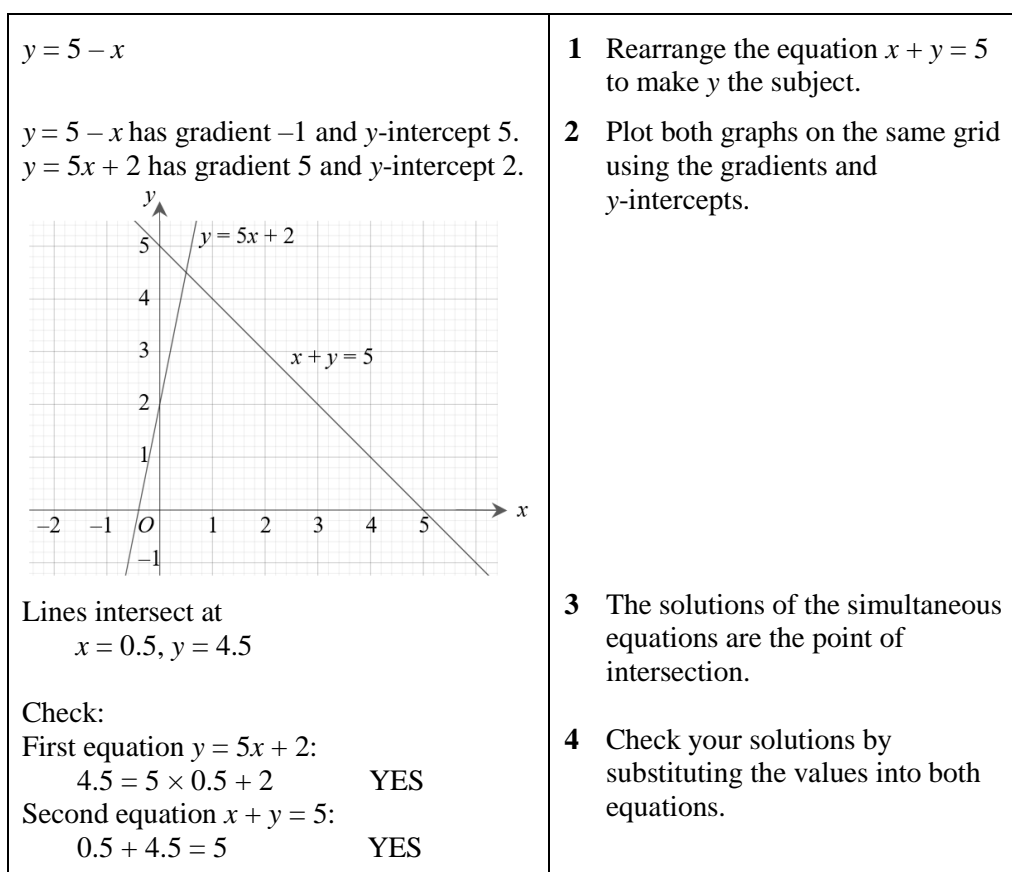 y = 5 – x
1 Rearrange the equation x + y = 5
to make y the subject.
y = 5 – x has gradient –1 and y-intercept 5.
y = 5x + 2 has gradient 5 and y-intercept 2.
2 Plot both graphs on the same grid
using the gradients and
y-intercepts.
y
5
y = 5x + 2
4
3
x + y = 5
2
1
x
–2 –1 O 1 2 3 4 5
–1
Lines intersect at
x = 0.5, y = 4.5
3 The solutions of the simultaneous
equations are the point of
intersection.
Check:
First equation y = 5x + 2:
4.5 = 5 × 0.5 + 2 YES
Second equation x + y = 5:
0.5 + 4.5 = 5 YES
4 Check your solutions by
substituting the values into both
equations.